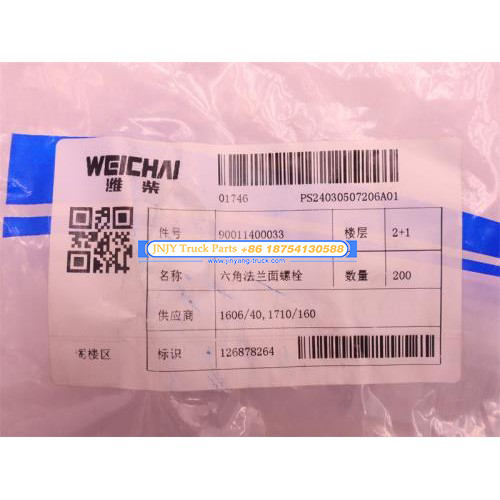 WEICHAI
潍柴
01746 PS24030507206A01
件号 90011400033 楼层 2+1
JNJY Truck Parts +86 18754130588
www.jinyang-truck.com
名称 六角法兰面螺栓 数量 200
供应商 1606/40,1710/160
楼区 标识 126878264